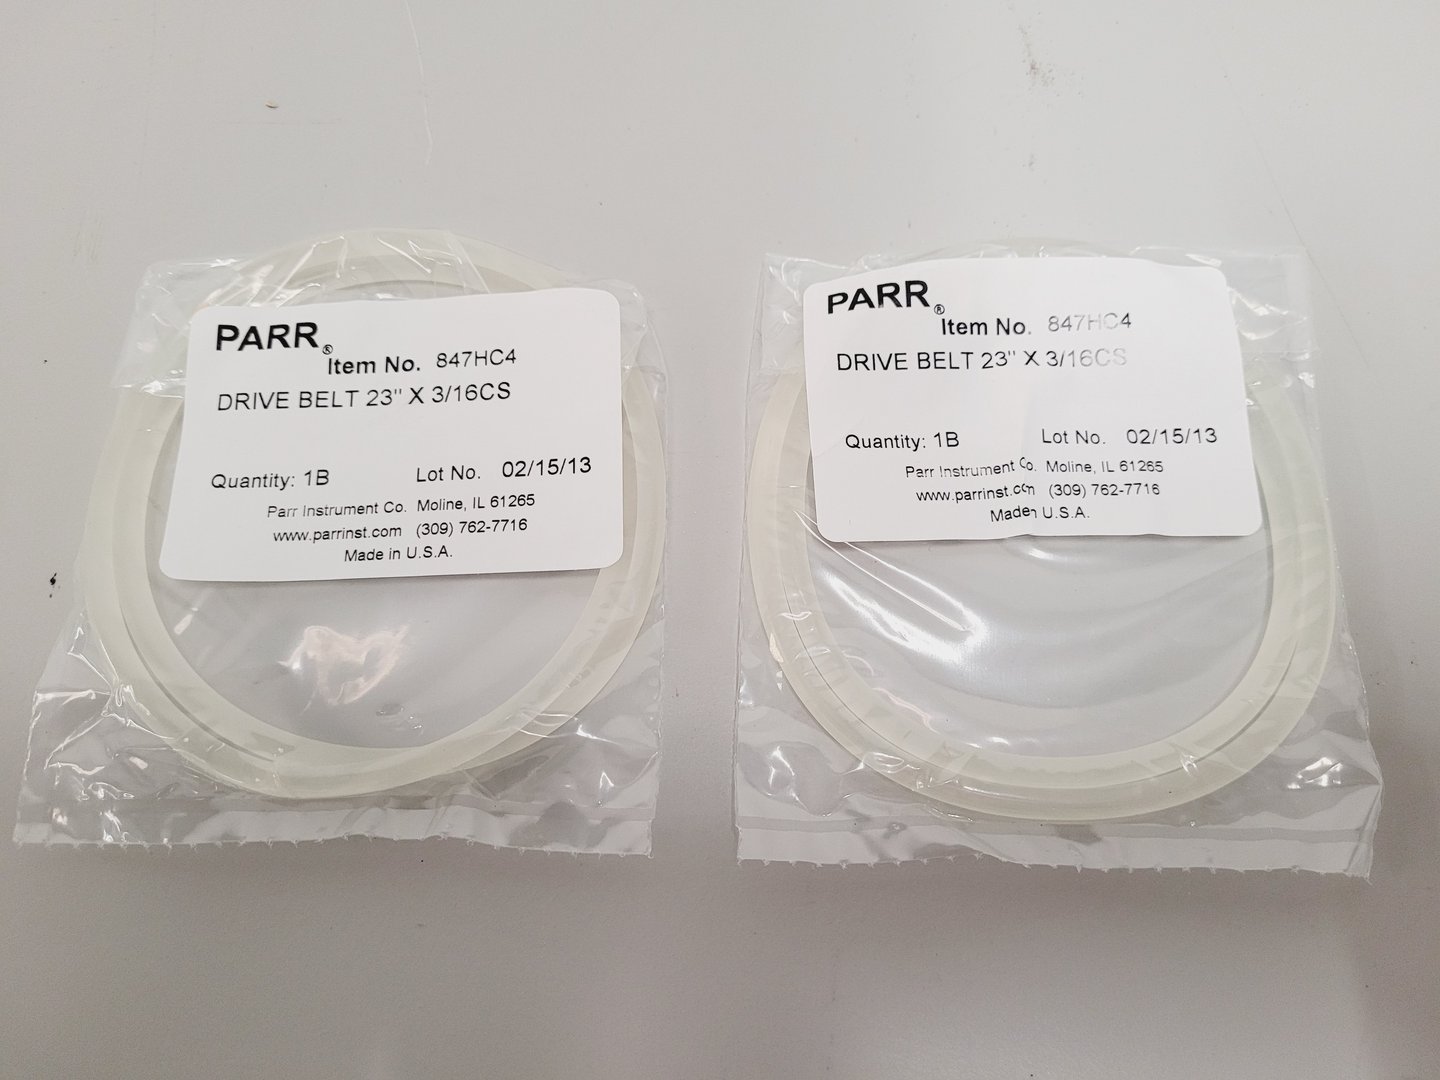 PARR®
Item No. 847HC4
DRIVE BELT 23" X 3/16CS
Quantity: 1B Lot No. 02/15/13
Parr Instrument Co. Moline, IL 61265
www.parrinst.com (309) 762-7716
Made in U.S.A.
PARR®
Item No. 847HC4
DRIVE BELT 23" X 3/16CS
Quantity: 1B Lot No. 02/15/13
Parr Instrument Co. Moline, IL 61265
www.parrinst.com (309) 762-7716
Made in U.S.A.